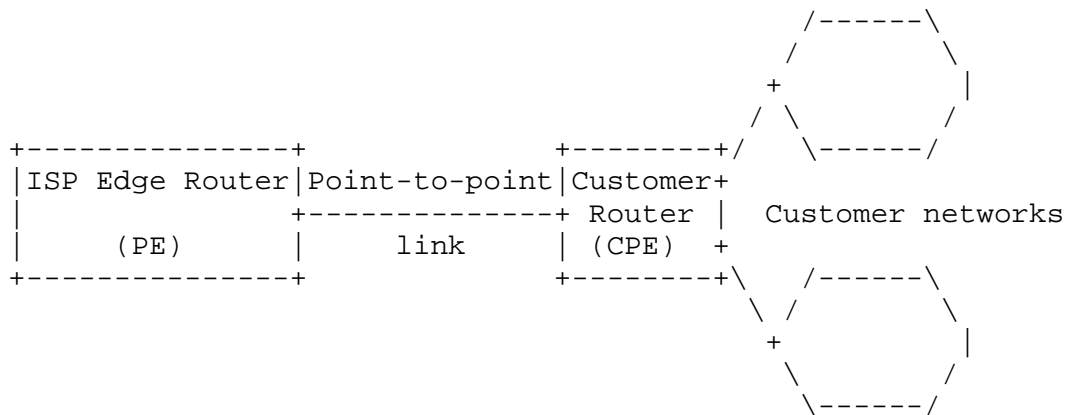 ISP Edge Router Point-to-point Customer
Router Customer networks
(PE) link (CPE)